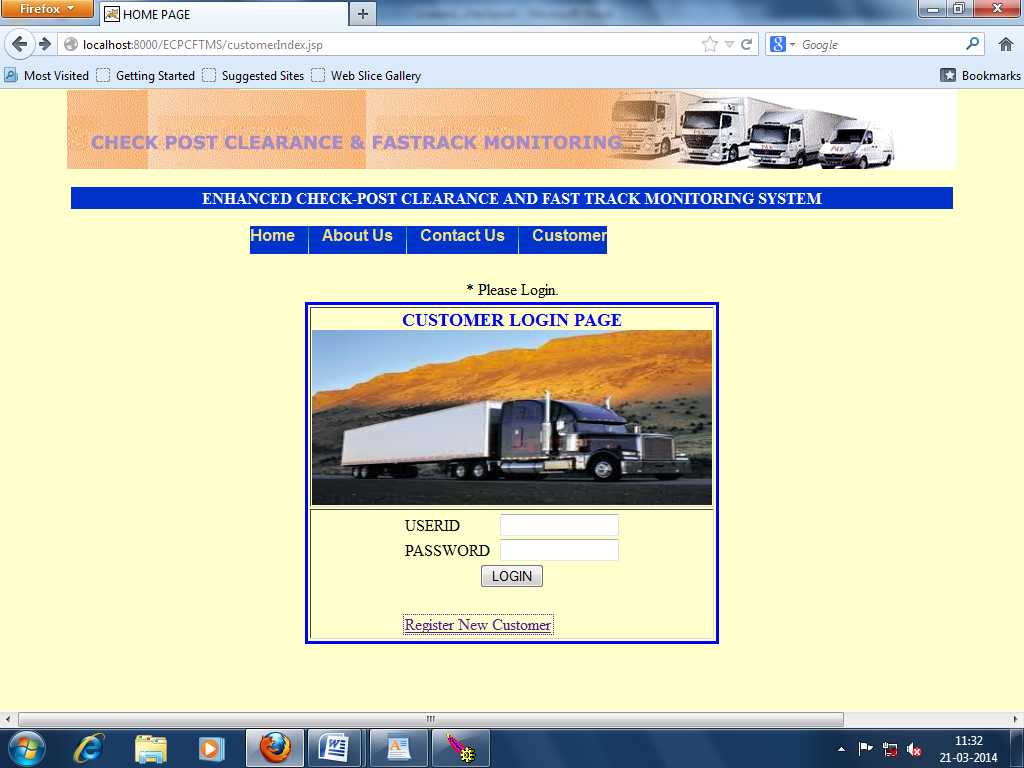 Firefox
HOME PAGE
localhost:8000/ECPCFTMS/customerIndex.jsp
Google
Most Visited Getting Started Suggested Sites Web Slice Gallery Bookmarks
CHECK POST CLEARANCE & FASTRACK MONITORING
ENHANCED CHECK-POST CLEARANCE AND FAST TRACK MONITORING SYSTEM
Home About Us Contact Us Customer
* Please Login.
CUSTOMER LOGIN PAGE
USERID
PASSWORD
LOGIN
Register New Customer
11:32
21-03-2014